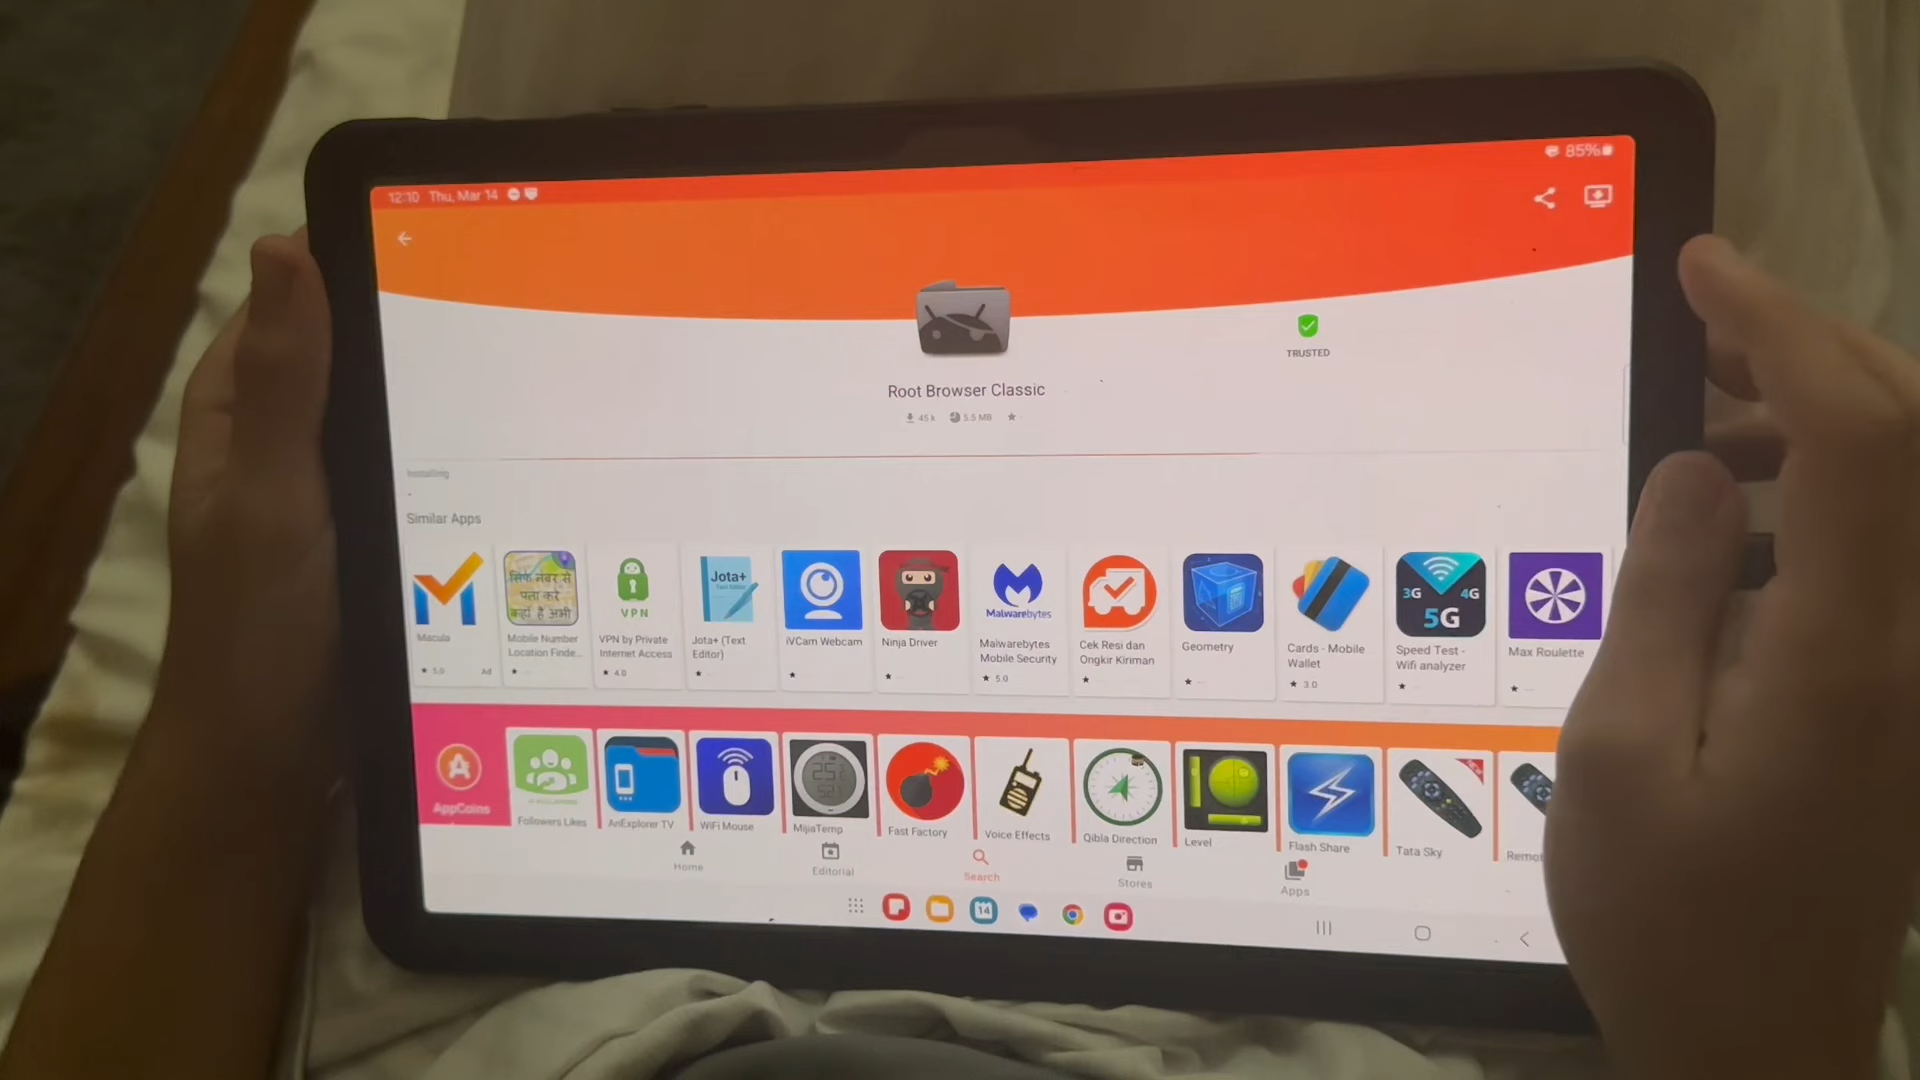 12:10 Thu, Mar 14
85%
TRUSTED
Root Browser Classic
45k 5.5 MB
Installing
Similar Apps
सिर्फ नंबर से
पता करे
कहाँ है अभी
VPN
Jota+
Malwarebytes
3G 4G
5G
Macula
5.0 Ad
Mobile Number
Location Finde...
VPN by Private
Internet Access
4.0
Jota+ (Text
Editor)
iVCam Webcam
Ninja Driver
Malwarebytes
Mobile Security
5.0
Cek Resi dan
Ongkir Kiriman
Geometry
Cards - Mobile
Wallet
3.0
Speed Test -
Wifi analyzer
Max Roulette
AppCoins
Followers Likes
AnExplorer TV
WiFi Mouse
MijiaTemp
Fast Factory
Voice Effects
Qibla Direction
Level
Flash Share
NEW
Tata Sky
Remot
Home
Editorial
Search
Stores
Apps
14